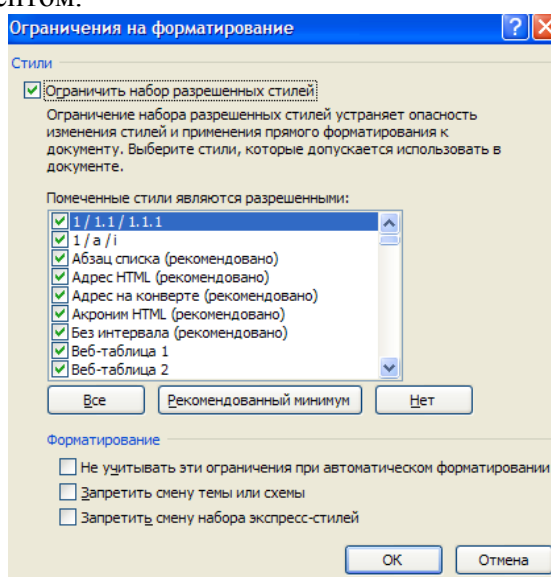 Ограничения на форматирование
Стили
Ограничить набор разрешенных стилей
Ограничение набора разрешенных стилей устраняет опасность
изменения стилей и применения прямого форматирования к
документу. Выберите стили, которые допускается использовать в
документе.
Помеченные стили являются разрешенными:
1 / 1.1 / 1.1.1
1 / a / i
Абзац списка (рекомендовано)
Адрес HTML (рекомендовано)
Адрес на конверте (рекомендовано)
Акроним HTML (рекомендовано)
Без интервала (рекомендовано)
Веб-таблица 1
Веб-таблица 2
Все Рекомендованный минимум Нет
Форматирование
Не учитывать эти ограничения при автоматическом форматировании
Запретить смену темы или схемы
Запретить смену набора экспресс-стилей
ОК Отмена